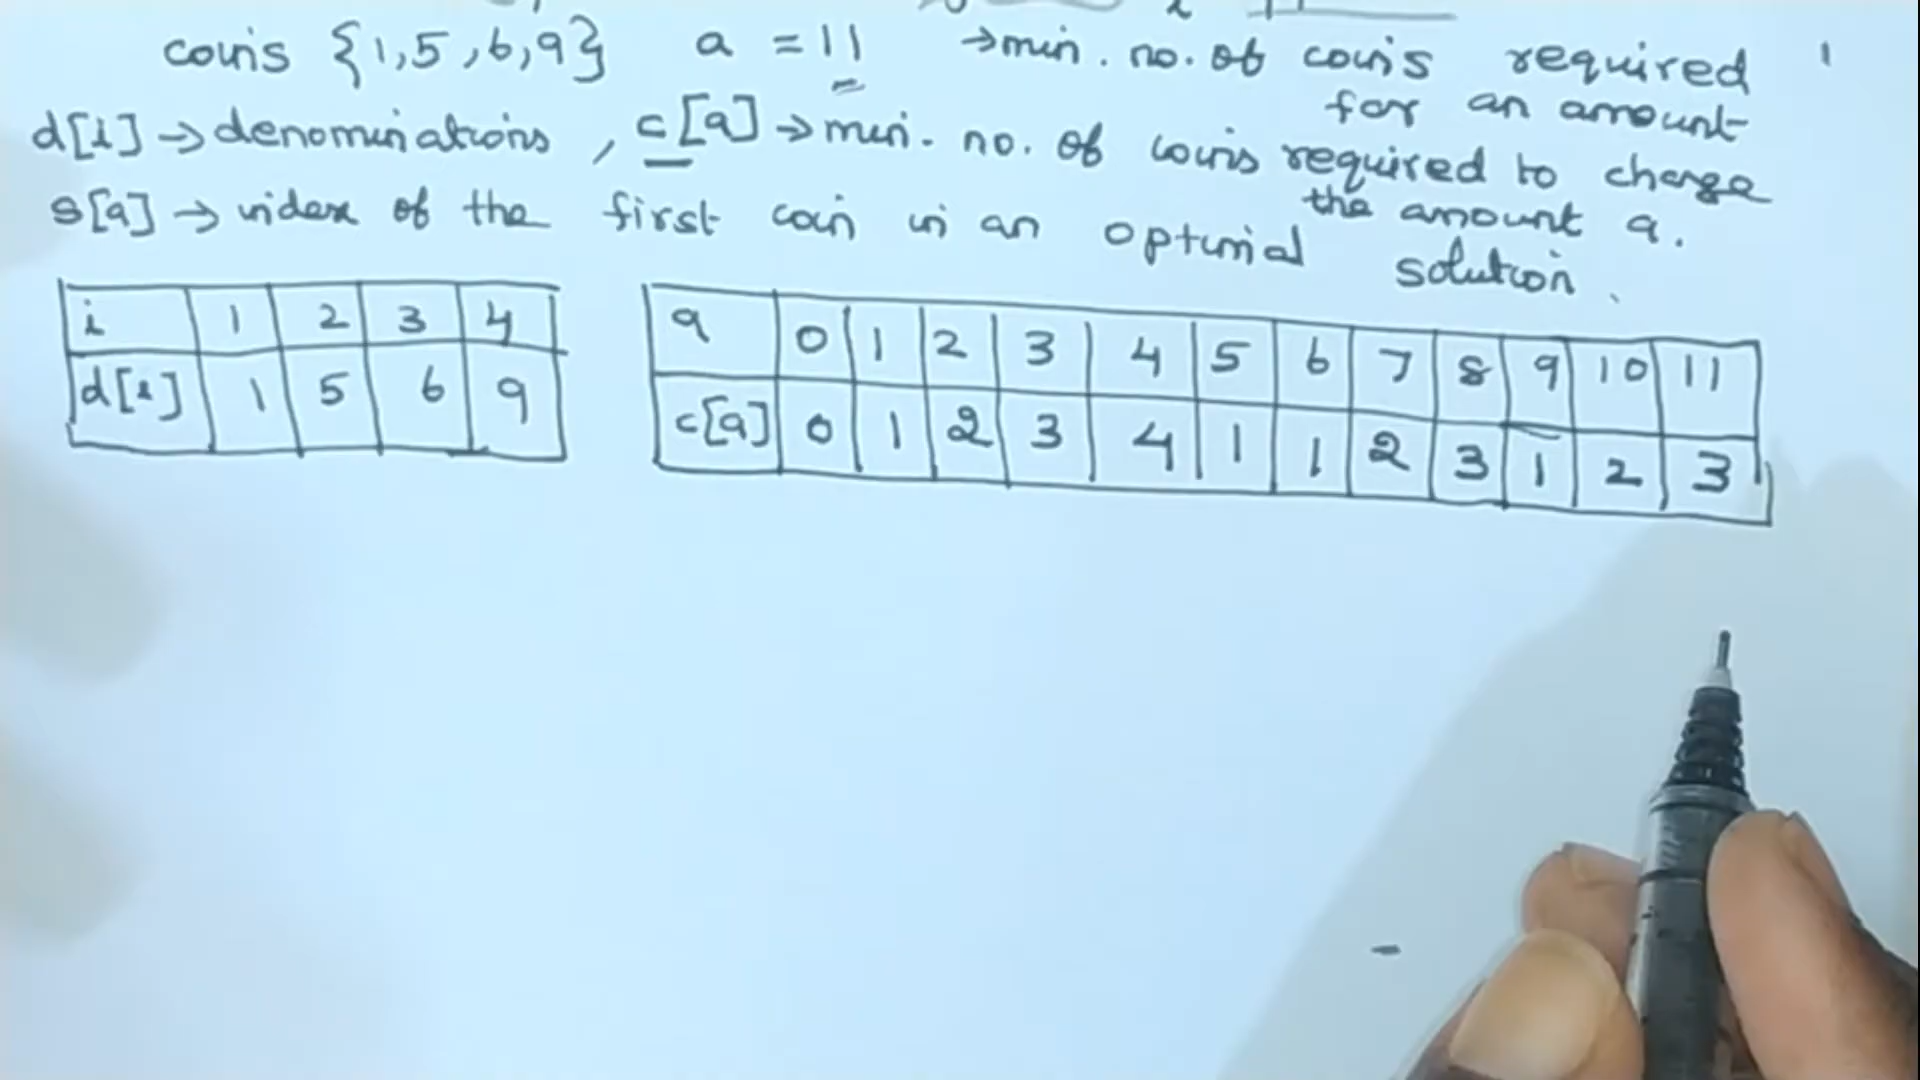 coins {1,5,6,9} a = 11 → min. no. of coins required
for an amount
d[i] → denominations, c[a] → min. no. of coins required to change
the amount a.
s[a] → index of the first coin in an optimal
solution.
i 1 2 3 4
d[i] 1 5 6 9
a 0 1 2 3 4 5 6 7 8 9 10 11
c[a] 0 1 2 3 4 1 1 2 3 1 2 3